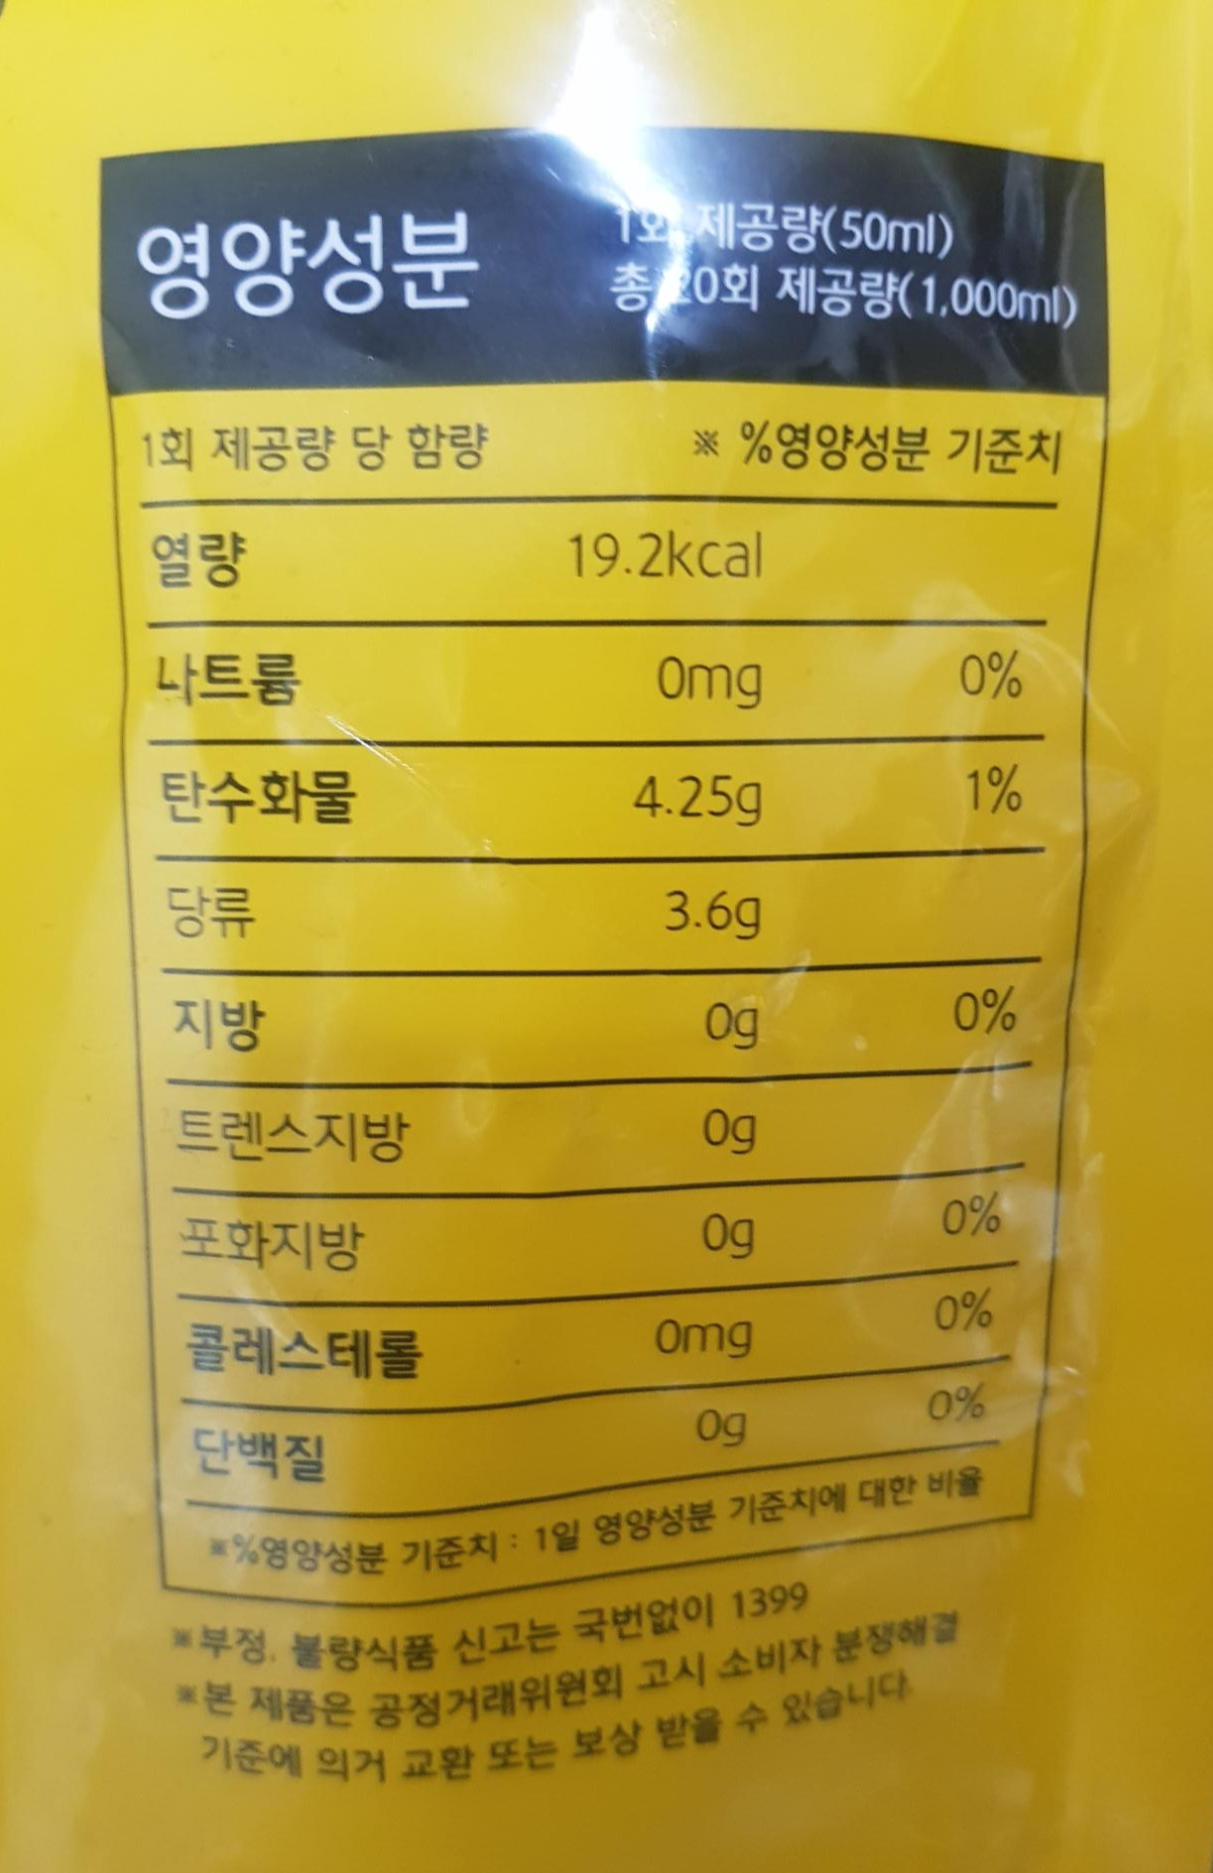 영양성분
1회 제공량(50ml)
총 20회 제공량(1,000ml)
1회 제공량 당 함량 ※ %영양성분 기준치
열량 19.2kcal
나트륨 0mg 0%
탄수화물 4.25g 1%
당류 3.6g
지방 0g 0%
트렌스지방 0g
포화지방 0g 0%
콜레스테롤 0mg 0%
단백질 0g 0%
※%영양성분 기준치 : 1일 영양성분 기준치에 대한 비율
※부정, 불량식품 신고는 국번없이 1399
※본 제품은 공정거래위원회 고시 소비자 분쟁해결
기준에 의거 교환 또는 보상 받을 수 있습니다.